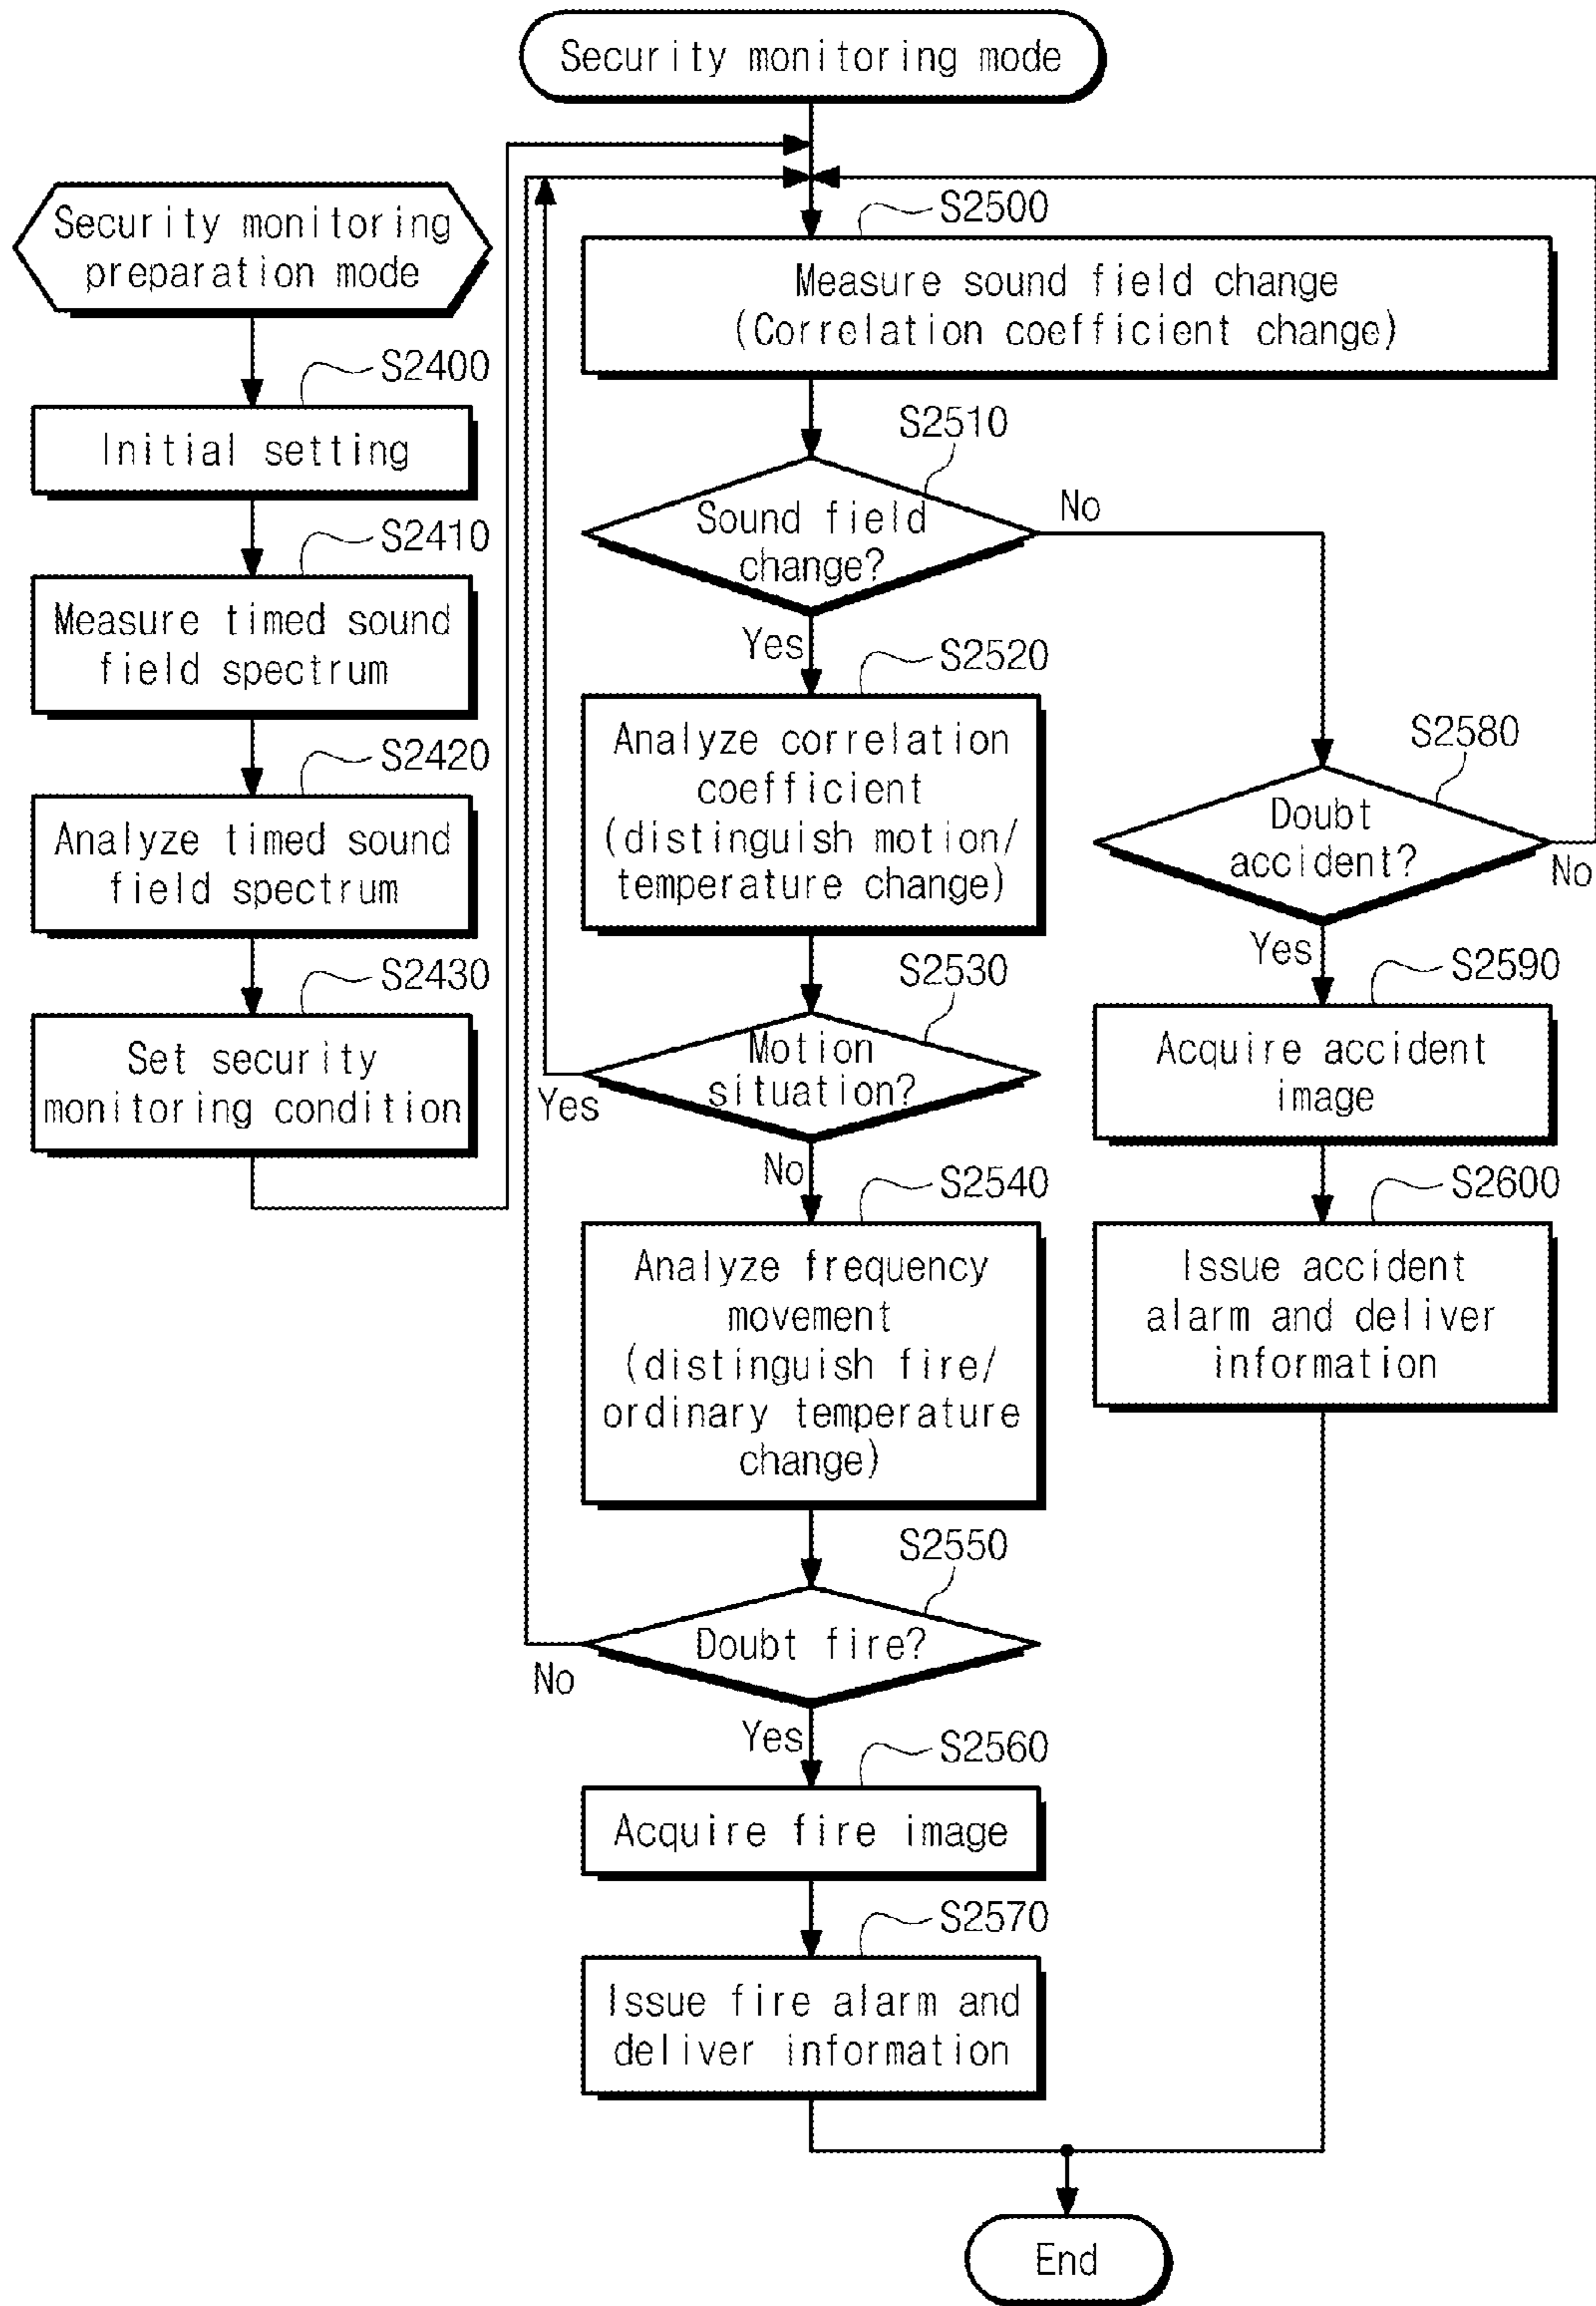 Security monitoring mode
Security monitoring
preparation mode
S2400
Initial setting
S2410
Measure timed sound
field spectrum
S2420
Analyze timed sound
field spectrum
S2430
Set security
monitoring condition
S2500
Measure sound field change
(Correlation coefficient change)
S2510
Sound field
change?
No
Yes
S2520
Analyze correlation
coefficient
(distinguish motion/
temperature change)
S2530
Motion
situation?
Yes
No
S2540
Analyze frequency
movement
(distinguish fire/
ordinary temperature
change)
S2550
Doubt fire?
No
Yes
S2560
Acquire fire image
S2570
Issue fire alarm and
deliver information
S2580
Doubt
accident?
No
Yes
S2590
Acquire accident
image
S2600
Issue accident
alarm and deliver
information
End